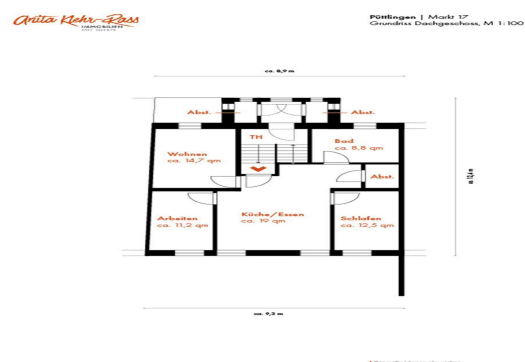 Anita Klehr-Rass
IMMOBILIEN
Püttlingen | Markt 17
Grundriss Dachgeschoss, M 1:100
ca. 8,9 m
Abst.
Abst.
TH
Bad
ca. 8,8 qm
Wohnen
ca. 14,7 qm
Abst.
Arbeiten
ca. 11,2 qm
Küche/Essen
ca. 19 qm
Schlafen
ca. 12,5 qm
ca. 9,3 m